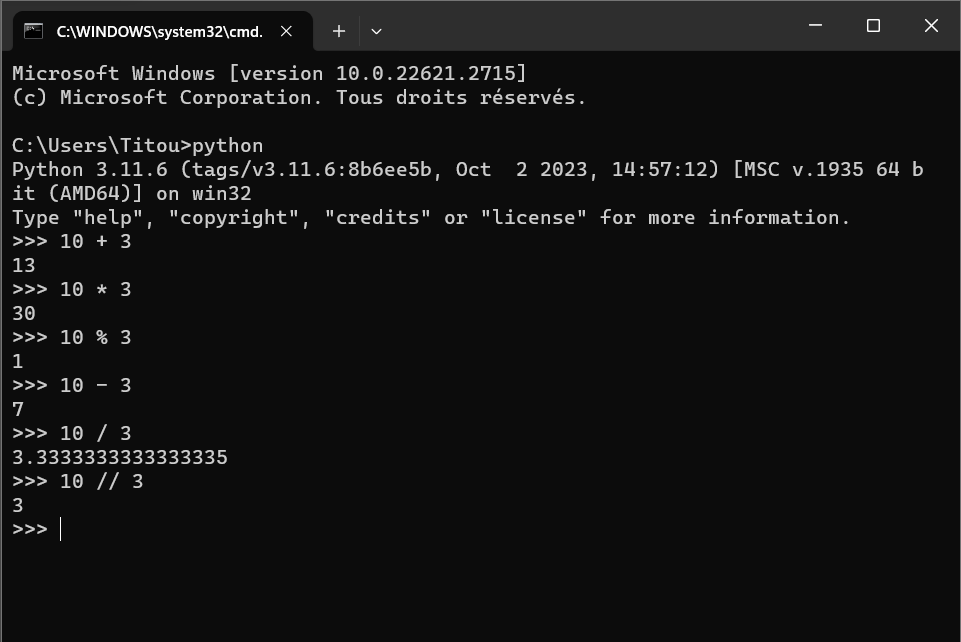 C:\WINDOWS\system32\cmd.
Microsoft Windows [version 10.0.22621.2715]
(c) Microsoft Corporation. Tous droits réservés.
C:\Users\Titou>python
Python 3.11.6 (tags/v3.11.6:8b6ee5b, Oct  2 2023, 14:57:12) [MSC v.1935 64 b
it (AMD64)] on win32
Type "help", "copyright", "credits" or "license" for more information.
>>> 10 + 3
13
>>> 10 * 3
30
>>> 10 % 3
1
>>> 10 - 3
7
>>> 10 / 3
3.3333333333333335
>>> 10 // 3
3
>>>